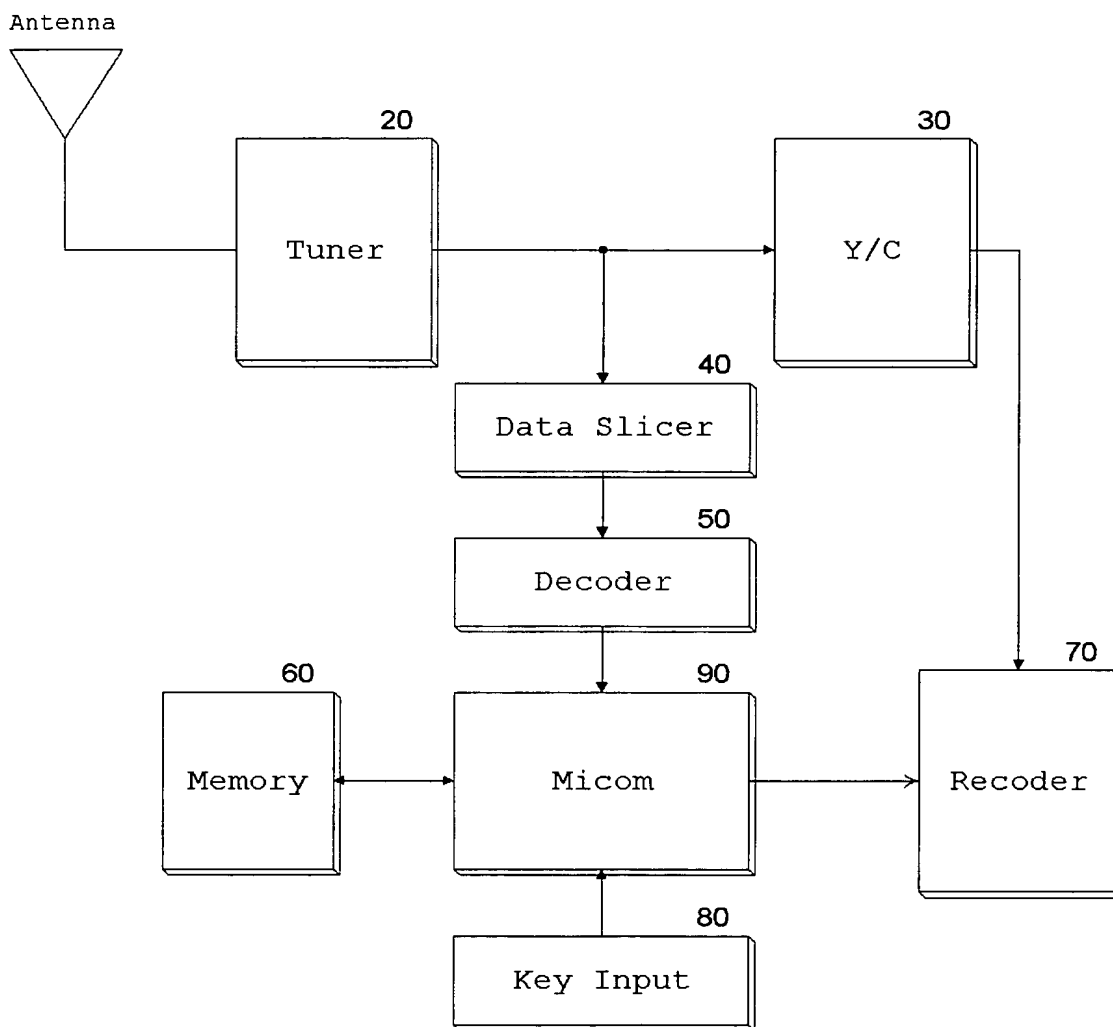 Antenna
20
Tuner
30
Y/C
40
Data Slicer
50
Decoder
60
Memory
90
Micom
70
Recoder
80
Key Input